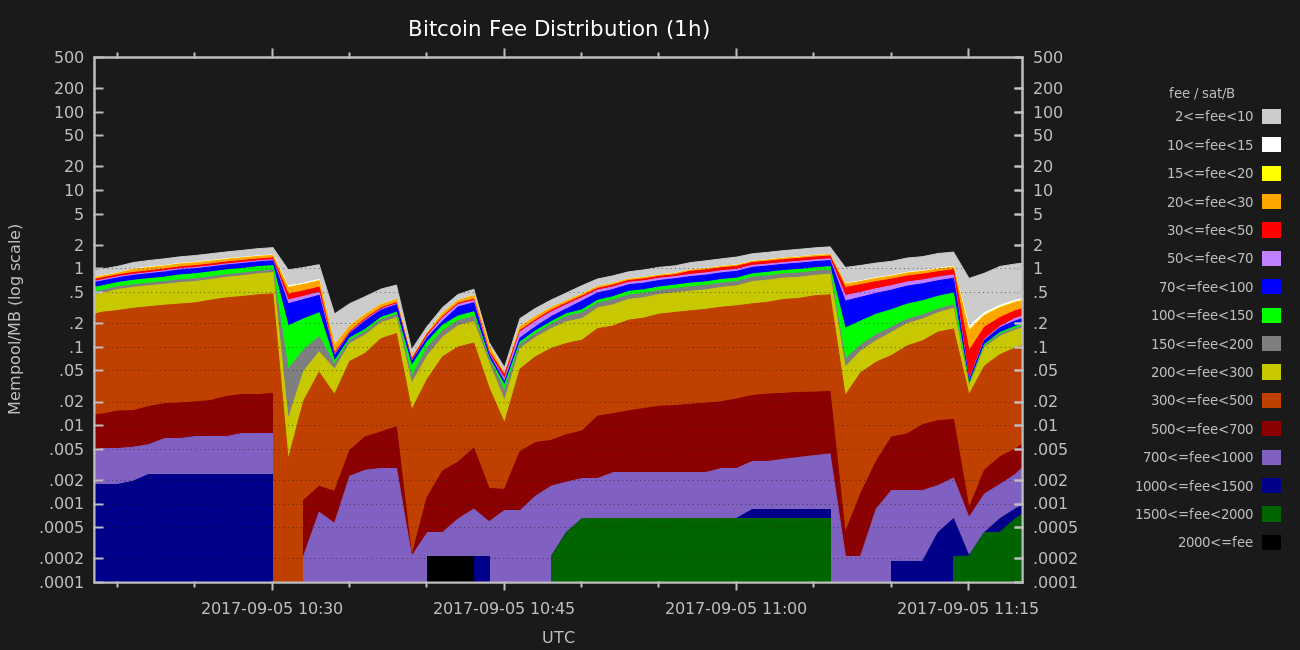 Bitcoin Fee Distribution (1h)
Mempool/MB (log scale)
500
200
100
50
20
10
5
2
1
.5
.2
.1
.05
.02
.01
.005
.002
.001
.0005
.0002
.0001
500
200
100
50
20
10
5
2
1
.5
.2
.1
.05
.02
.01
.005
.002
.001
.0005
.0002
.0001
2017-09-05 10:30 2017-09-05 10:45 2017-09-05 11:00 2017-09-05 11:15
UTC
fee / sat/B
2<=fee<10
10<=fee<15
15<=fee<20
20<=fee<30
30<=fee<50
50<=fee<70
70<=fee<100
100<=fee<150
150<=fee<200
200<=fee<300
300<=fee<500
500<=fee<700
700<=fee<1000
1000<=fee<1500
1500<=fee<2000
2000<=fee